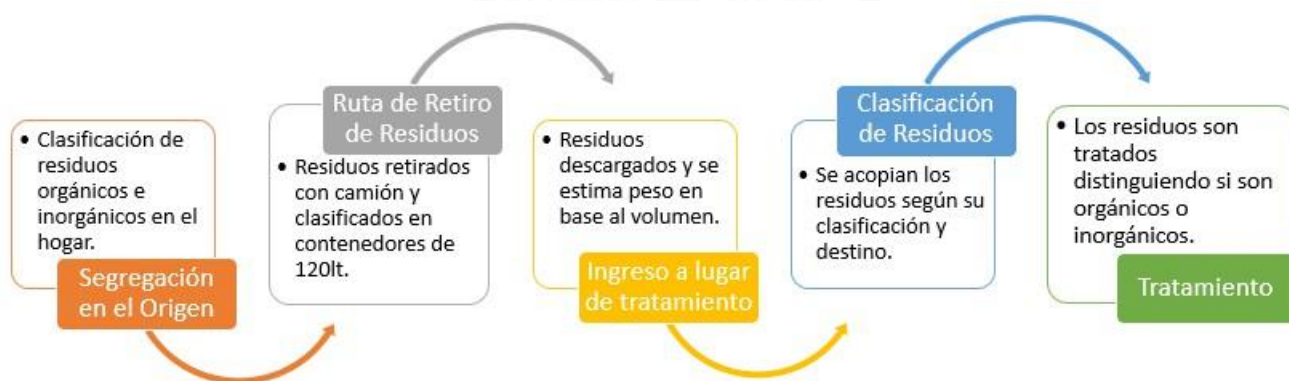 • Clasificación de
residuos
orgánicos e
inorgánicos en el
hogar.
Segregación
en el Origen
Ruta de Retiro
de Residuos
• Residuos retirados
con camión y
clasificados en
contenedores de
120lt.
• Residuos
descargados y se
estima peso en
base al volumen.
Ingreso a lugar
de tratamiento
Clasificación
de Residuos
• Se acopian los
residuos según su
clasificación y
destino.
• Los residuos son
tratados
distinguiendo si son
orgánicos o
inorgánicos.
Tratamiento